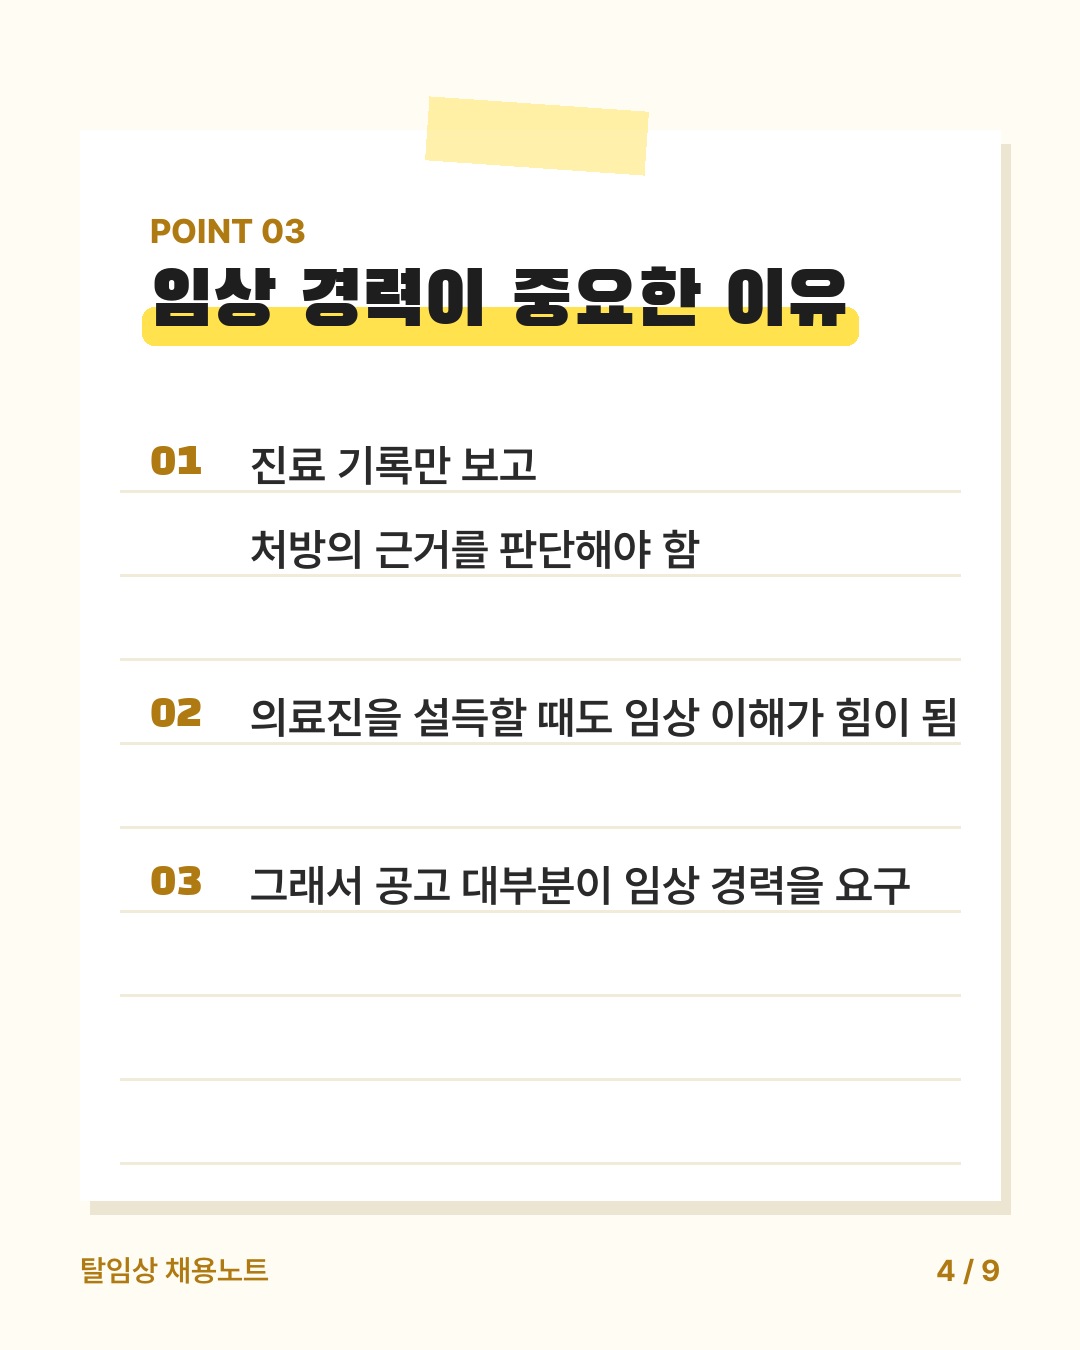 POINT 03
임상 경력이 중요한 이유
01 진료 기록만 보고
처방의 근거를 판단해야 함
02 의료진을 설득할 때도 임상 이해가 힘이 됨
03 그래서 공고 대부분이 임상 경력을 요구
탈임상 채용노트
4 / 9